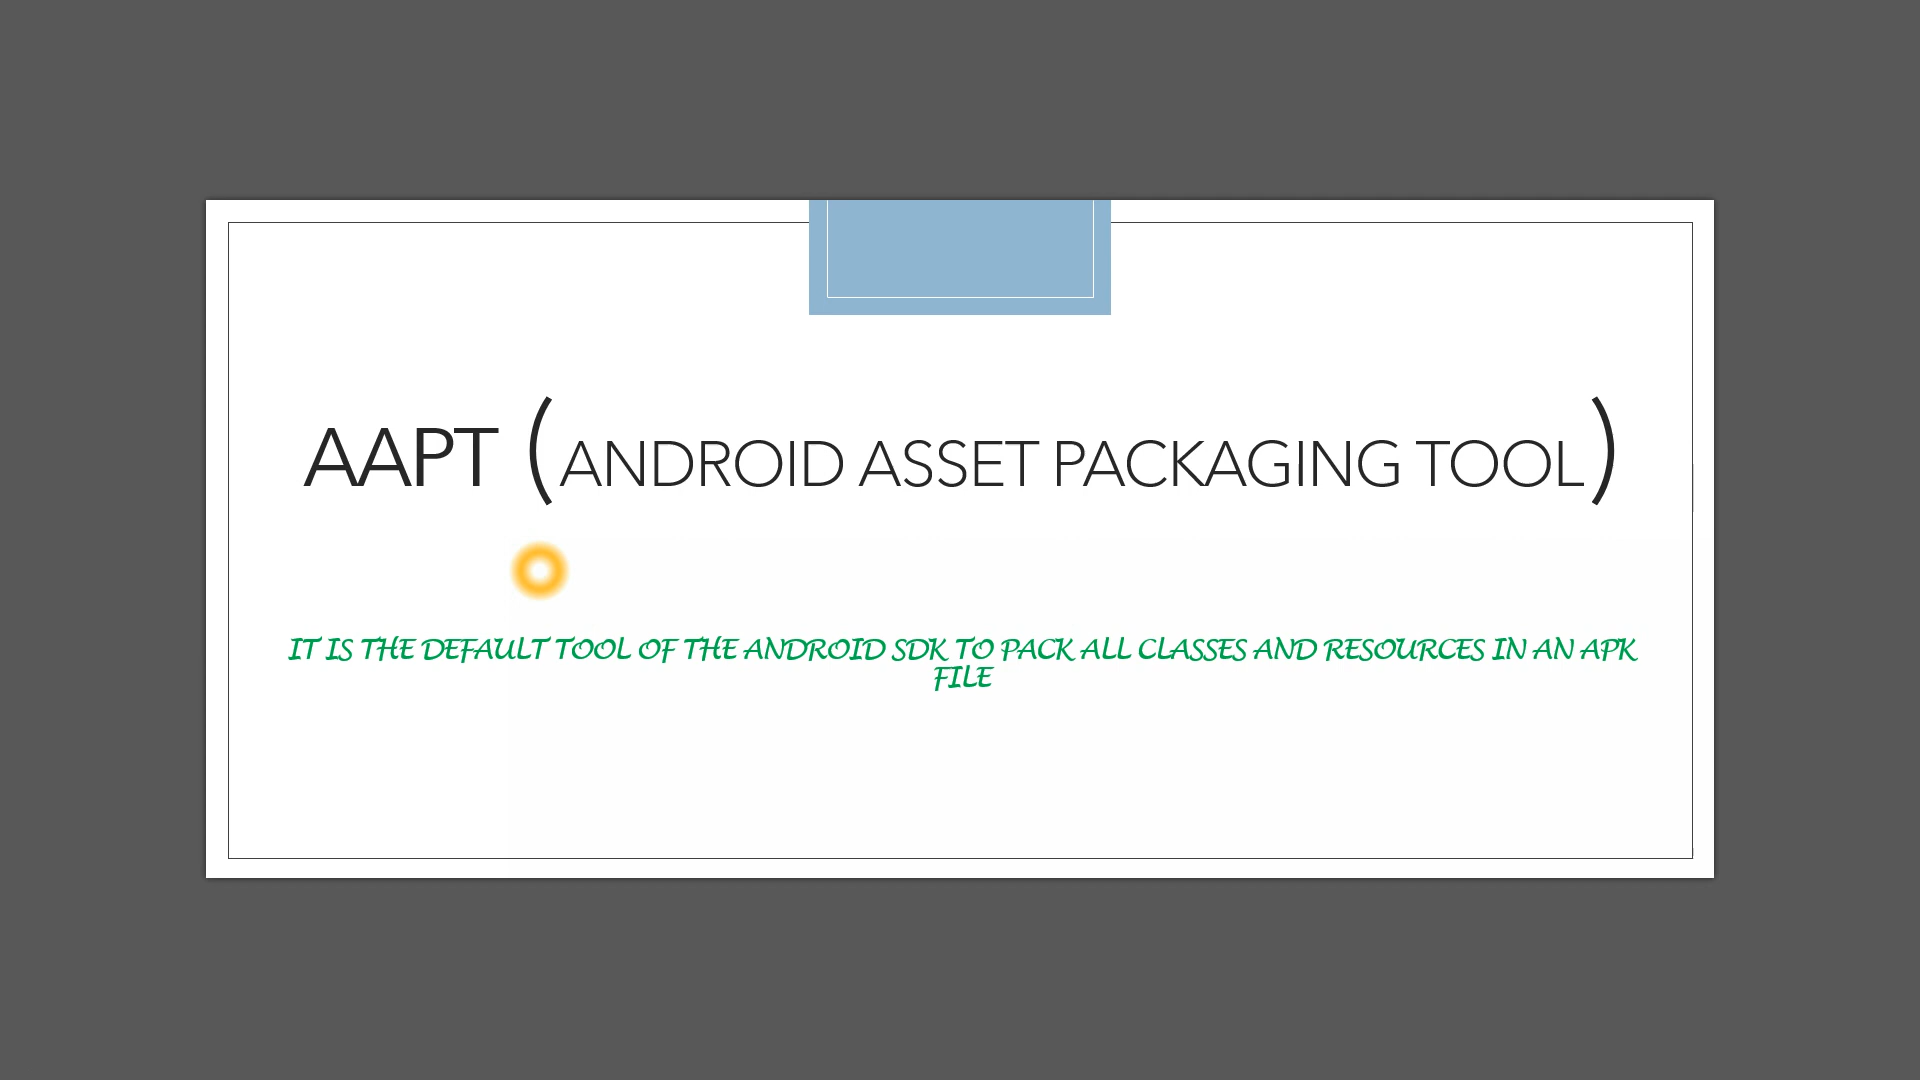 AAPT (ANDROID ASSET PACKAGING TOOL)
IT IS THE DEFAULT TOOL OF THE ANDROID SDK TO PACK ALL CLASSES AND RESOURCES IN AN APK
FILE